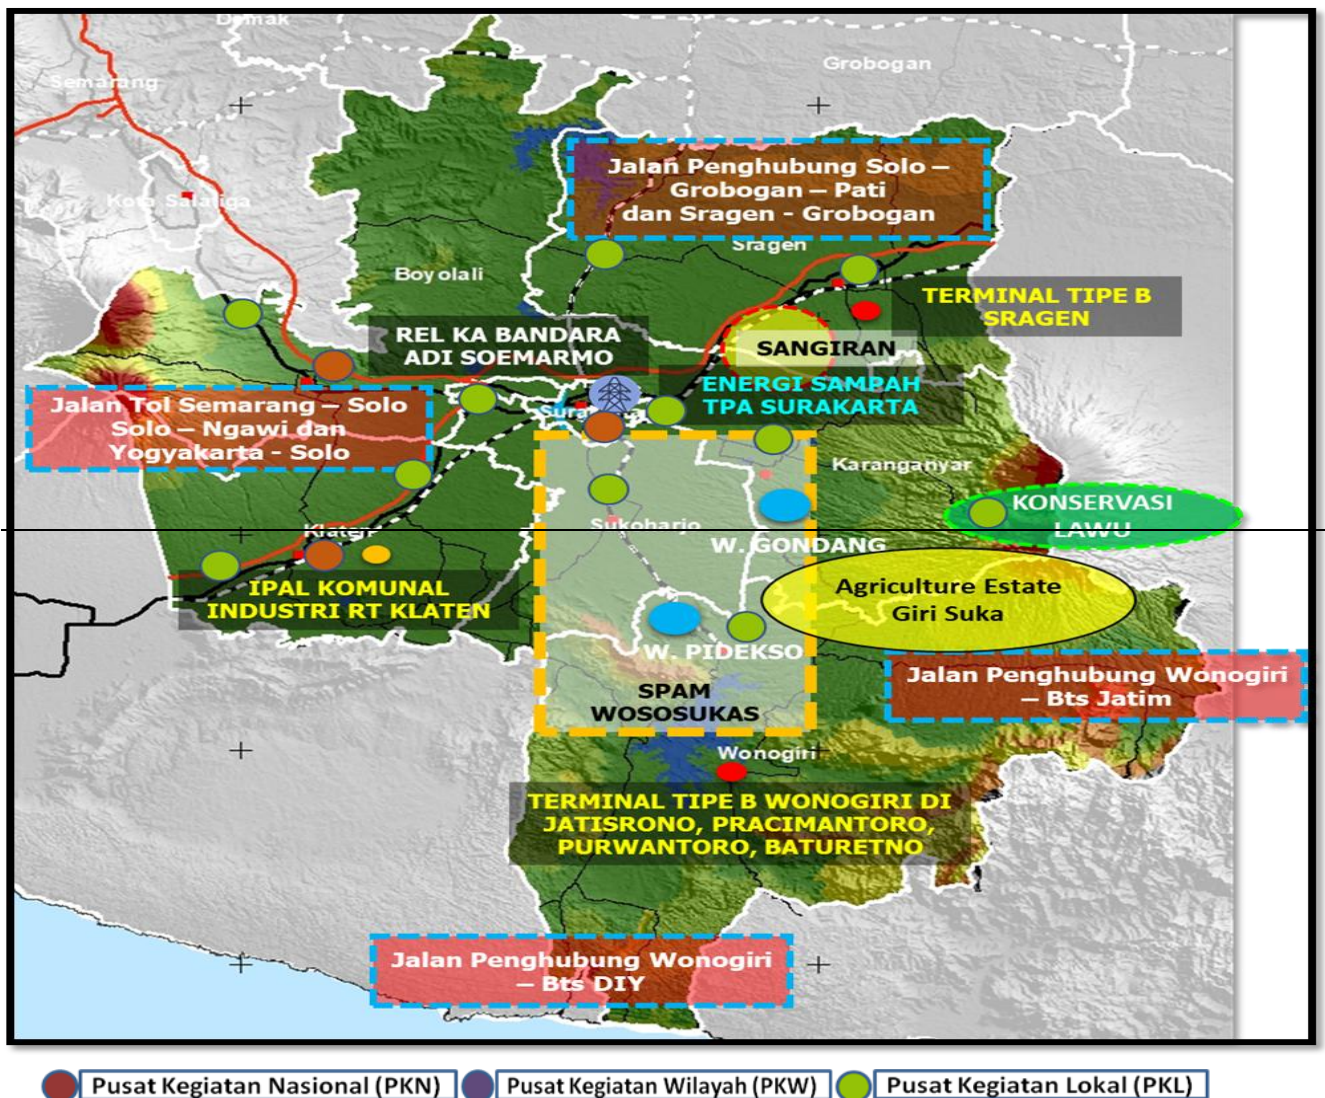 Demak
Grobogan
Semarang
Jalan Penghubung Solo –
Grobogan – Pati
dan Sragen - Grobogan
Kota Salatiga
Sragen
Boyolali
TERMINAL TIPE B
SRAGEN
REL KA BANDARA
ADI SOEMARMO
SANGIRAN
ENERGI SAMPAH
TPA SURAKARTA
Jalan Tol Semarang – Solo
Solo – Ngawi dan
Yogyakarta - Solo
Karanganyar
KONSERVASI
LAWU
Sukoharjo
Klaten
W. GONDANG
IPAL KOMUNAL
INDUSTRI RT KLATEN
Agriculture Estate
Giri Suka
W. PIDEKSO
Jalan Penghubung Wonogiri
– Bts Jatim
SPAM
WOSOSUKAS
Wonogiri
TERMINAL TIPE B WONOGIRI DI
JATISRONO, PRACIMANTORO,
PURWANTORO, BATURETNO
Jalan Penghubung Wonogiri
– Bts DIY
Pusat Kegiatan Nasional (PKN)
Pusat Kegiatan Wilayah (PKW)
Pusat Kegiatan Lokal (PKL)